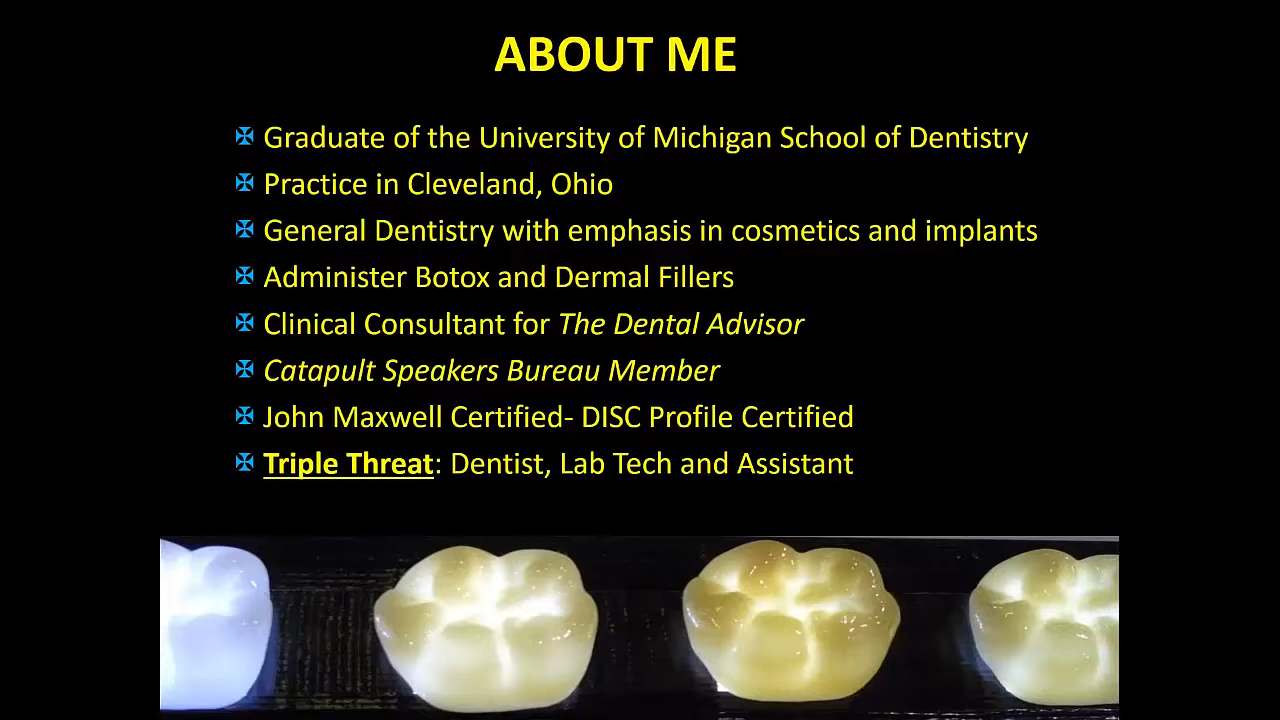 ABOUT ME
Graduate of the University of Michigan School of Dentistry
Practice in Cleveland, Ohio
General Dentistry with emphasis in cosmetics and implants
Administer Botox and Dermal Fillers
Clinical Consultant for The Dental Advisor
Catapult Speakers Bureau Member
John Maxwell Certified- DISC Profile Certified
Triple Threat: Dentist, Lab Tech and Assistant